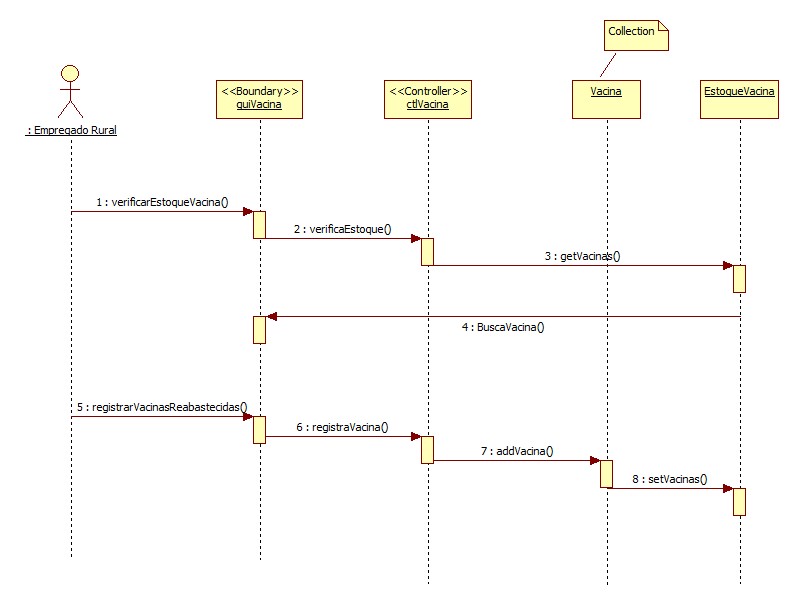 Collection
<<Boundary>>
guiVacina
<<Controller>>
ctlVacina
Vacina
EstoqueVacina
: Empregado Rural
1 : verificarEstoqueVacina()
2 : verificaEstoque()
3 : getVacinas()
4 : BuscaVacina()
5 : registrarVacinasReabastecidas()
6 : registraVacina()
7 : addVacina()
8 : setVacinas()